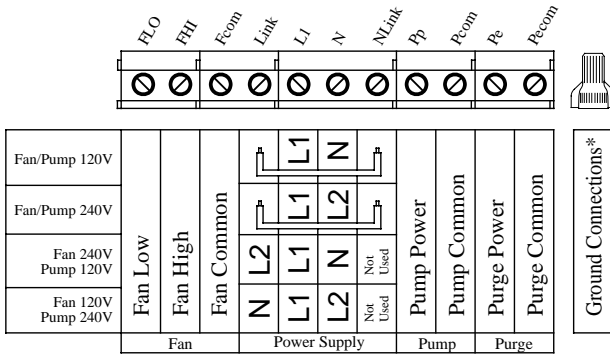 FLO
FHI
Fcom
Link
L1
N
NLink
Pp
Pcom
Pe
Pecom
Fan/Pump 120V
L1
N
Fan/Pump 240V
L1
L2
Fan 240V
Pump 120V
L2
L1
N
Not
Used
Fan 120V
Pump 240V
N
L1
L2
Not
Used
Fan Low
Fan High
Fan Common
Pump Power
Pump Common
Purge Power
Purge Common
Ground Connections*
Fan
Power Supply
Pump
Purge